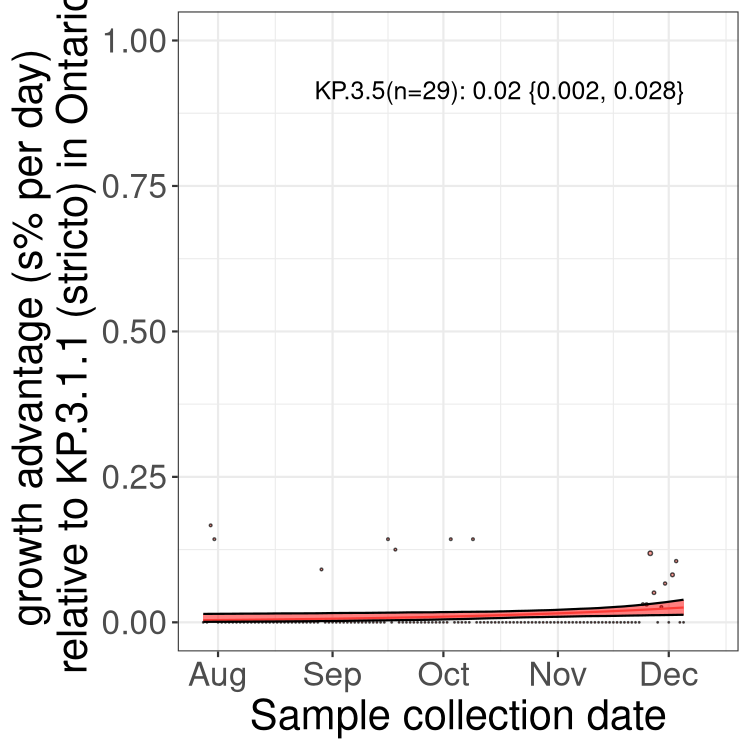 growth advantage (s% per day)
relative to KP.3.1.1 (stricto) in Ontario
1.00
0.75
0.50
0.25
0.00
KP.3.5(n=29): 0.02 {0.002, 0.028}
Aug Sep Oct Nov Dec
Sample collection date